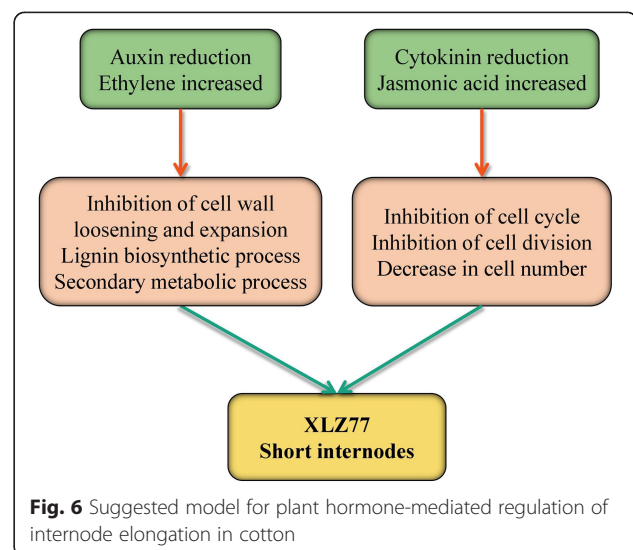 Auxin reduction
Ethylene increased
Cytokinin reduction
Jasmonic acid increased
Inhibition of cell wall
loosening and expansion
Lignin biosynthetic process
Secondary metabolic process
Inhibition of cell cycle
Inhibition of cell division
Decrease in cell number
XLZ77
Short internodes
Fig. 6 Suggested model for plant hormone-mediated regulation of
internode elongation in cotton